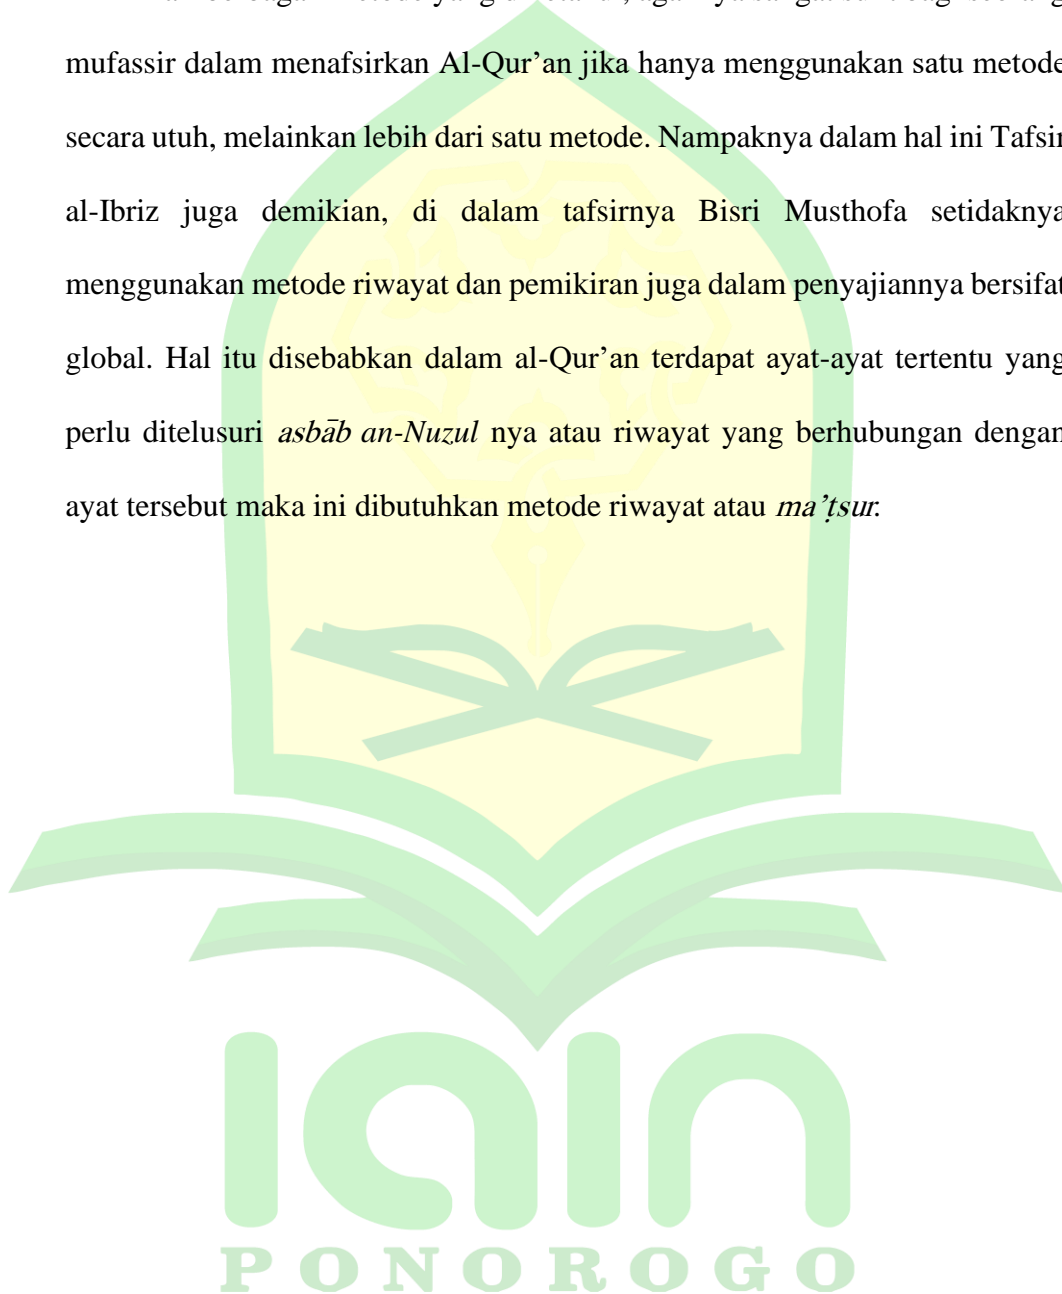 mufassir dalam menafsirkan Al-Qur’an jika hanya menggunakan satu metode
secara utuh, melainkan lebih dari satu metode. Nampaknya dalam hal ini Tafsir
al-Ibriz juga demikian, di dalam tafsirnya Bisri Musthofa setidaknya
menggunakan metode riwayat dan pemikiran juga dalam penyajiannya bersifat
global. Hal itu disebabkan dalam al-Qur’an terdapat ayat-ayat tertentu yang
perlu ditelusuri asbāb an-Nuzul nya atau riwayat yang berhubungan dengan
ayat tersebut maka ini dibutuhkan metode riwayat atau ma’ṭsur.
iain
PONOROGO